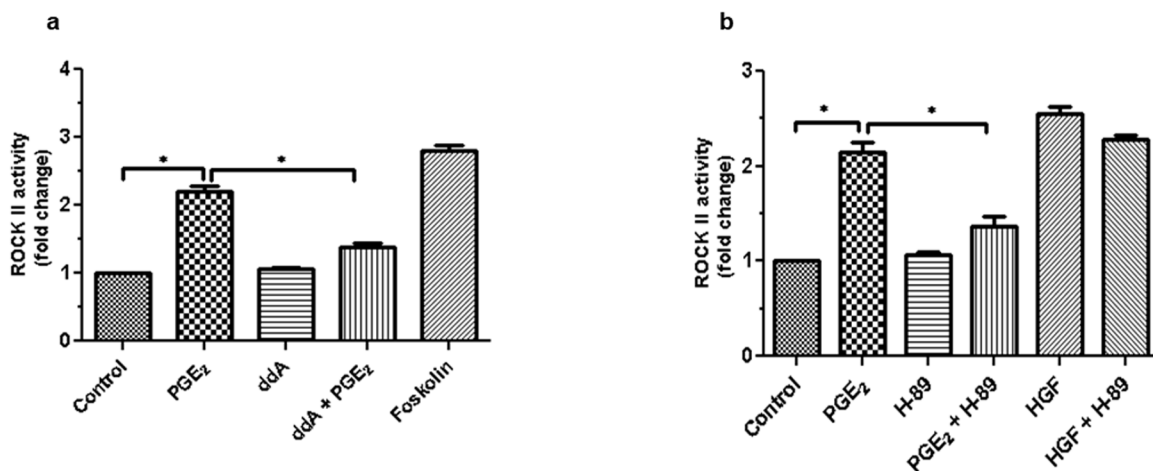 a
ROCK II activity
(fold change)
4
3
2
1
0
*
*
Control
PGE₂
ddA
ddA + PGE₂
Foskolin
b
ROCK II activity
(fold change)
3
2
1
0
*
*
Control
PGE₂
H-89
PGE₂ + H-89
HGF
HGF + H-89